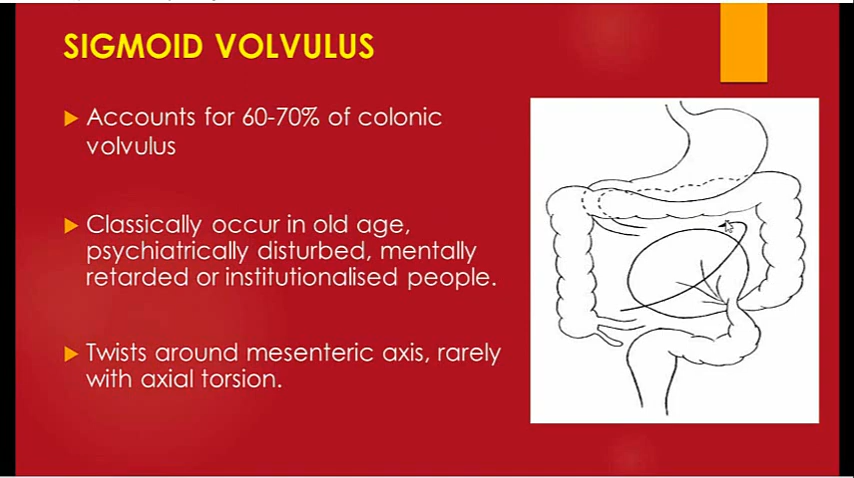 SIGMOID VOLVULUS
Accounts for 60-70% of colonic
volvulus
Classically occur in old age,
psychiatrically disturbed, mentally
retarded or institutionalised people.
Twists around mesenteric axis, rarely
with axial torsion.